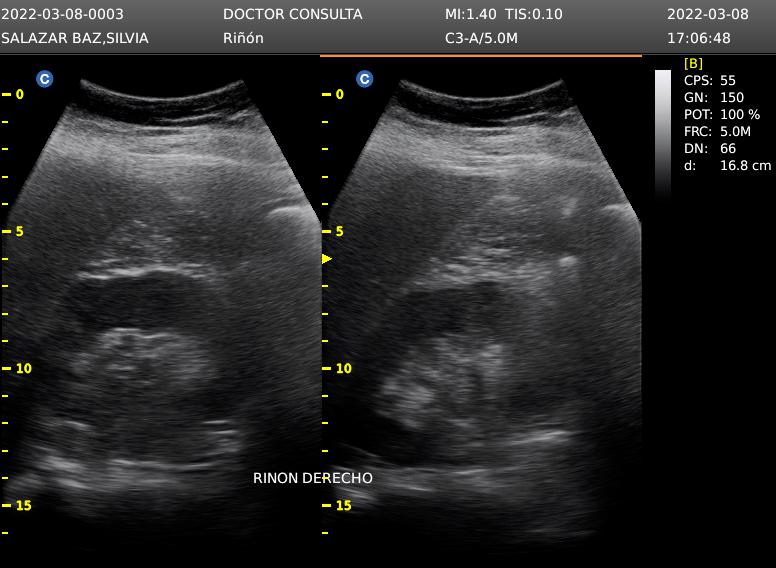 2022-03-08-0003 DOCTOR CONSULTA MI:1.40 TIS:0.10 2022-03-08
SALAZAR BAZ,SILVIA Riñón C3-A/5.0M 17:06:48
C C
[B]
CPS: 55
GN: 150
POT: 100 %
FRC: 5.0M
DN: 66
d: 16.8 cm
0 0
5 5
10 10
RINON DERECHO
15 15